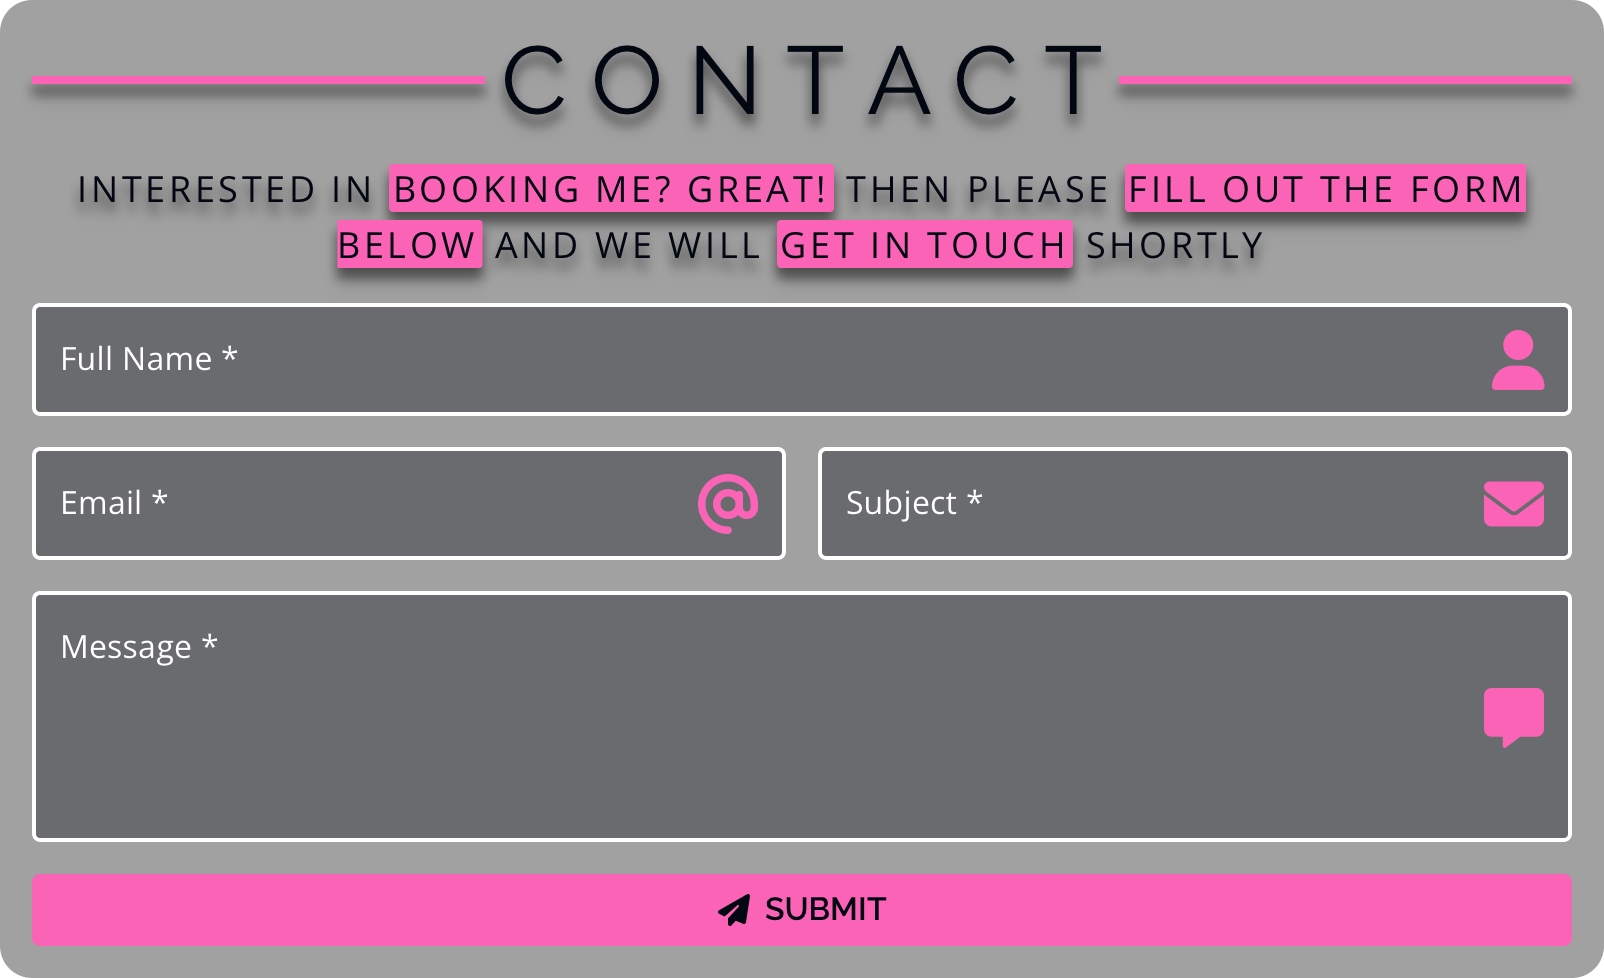 CONTACT
INTERESTED IN BOOKING ME? GREAT! THEN PLEASE FILL OUT THE FORM
BELOW AND WE WILL GET IN TOUCH SHORTLY
Full Name *
Email *
Subject *
Message *
SUBMIT